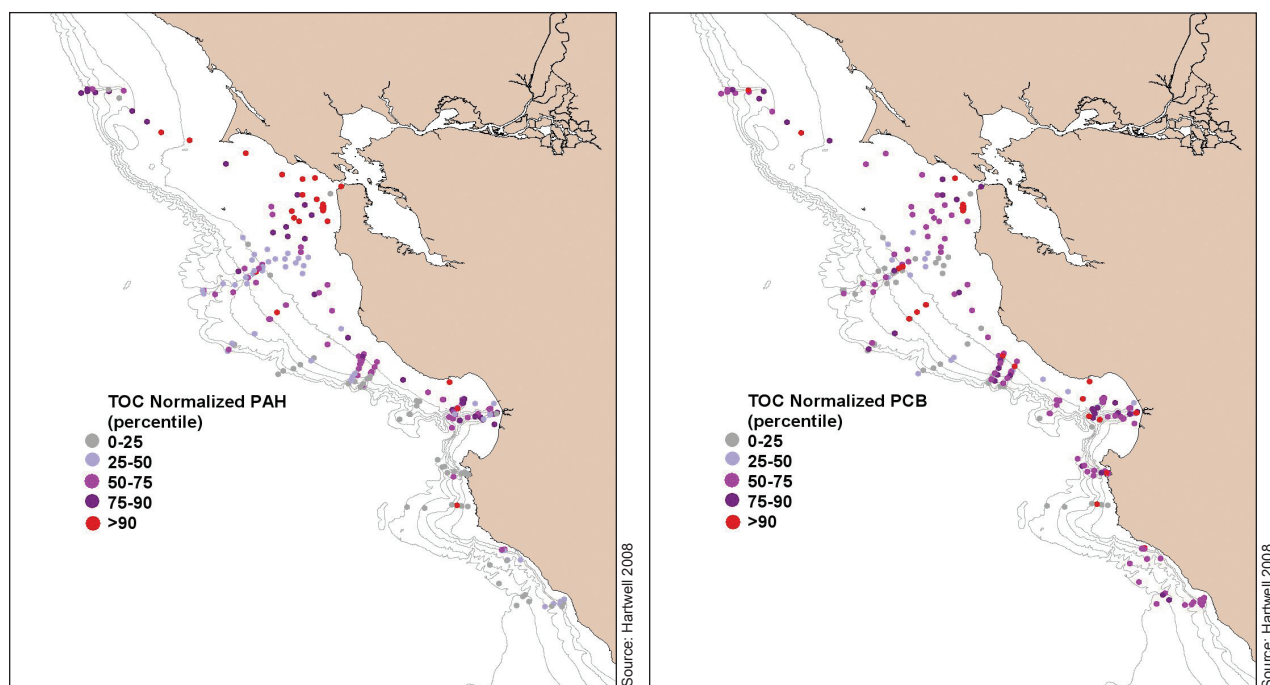 TOC Normalized PAH
(percentile)
0-25
25-50
50-75
75-90
>90
Source: Hartwell 2008
TOC Normalized PCB
(percentile)
0-25
25-50
50-75
75-90
>90
Source: Hartwell 2008